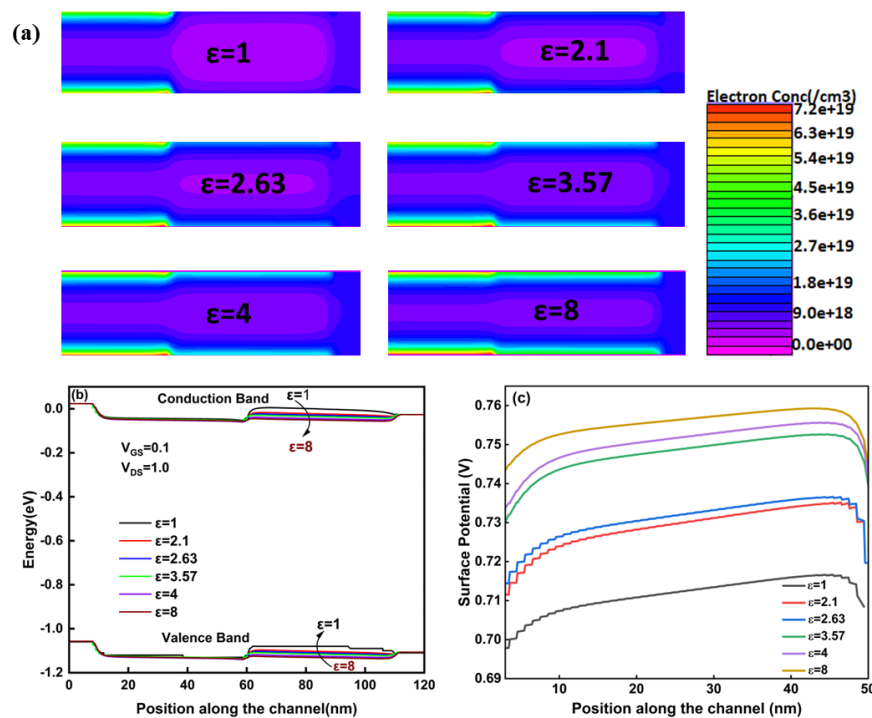 (a)
ε=1
ε=2.1
ε=2.63
ε=3.57
ε=4
ε=8
Electron Conc(/cm3)
7.2e+19
6.3e+19
5.4e+19
4.5e+19
3.6e+19
2.7e+19
1.8e+19
9.0e+18
0.0e+00
(b)
Conduction Band
ε=1
ε=8
V_GS=0.1
V_DS=1.0
ε=1
ε=2.1
ε=2.63
ε=3.57
ε=4
ε=8
Valence Band
ε=1
ε=8
Energy(eV)
0.0
-0.2
-0.4
-0.6
-0.8
-1.0
-1.2
0 20 40 60 80 100 120
Position along the channel(nm)
(c)
Surface Potential (V)
0.76
0.75
0.74
0.73
0.72
0.71
0.70
0.69
ε=1
ε=2.1
ε=2.63
ε=3.57
ε=4
ε=8
10 20 30 40 50
Position along the channel (nm)